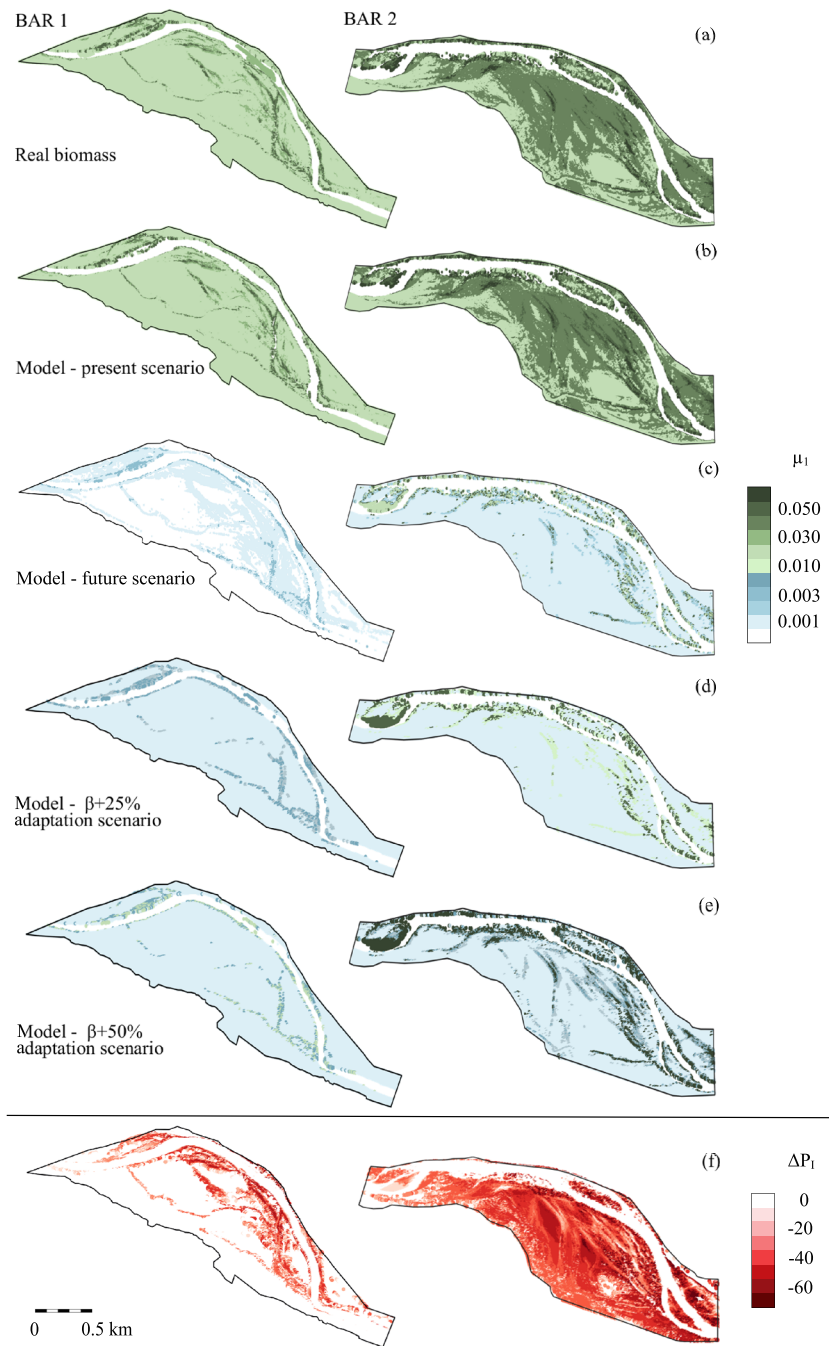 BAR 1
BAR 2
(a)
Real biomass
(b)
Model - present scenario
(c)
μ1
0.050
0.030
0.010
0.003
0.001
Model - future scenario
(d)
Model - β+25%
adaptation scenario
(e)
Model - β+50%
adaptation scenario
(f)
ΔPI
0
-20
-40
-60
0 0.5 km